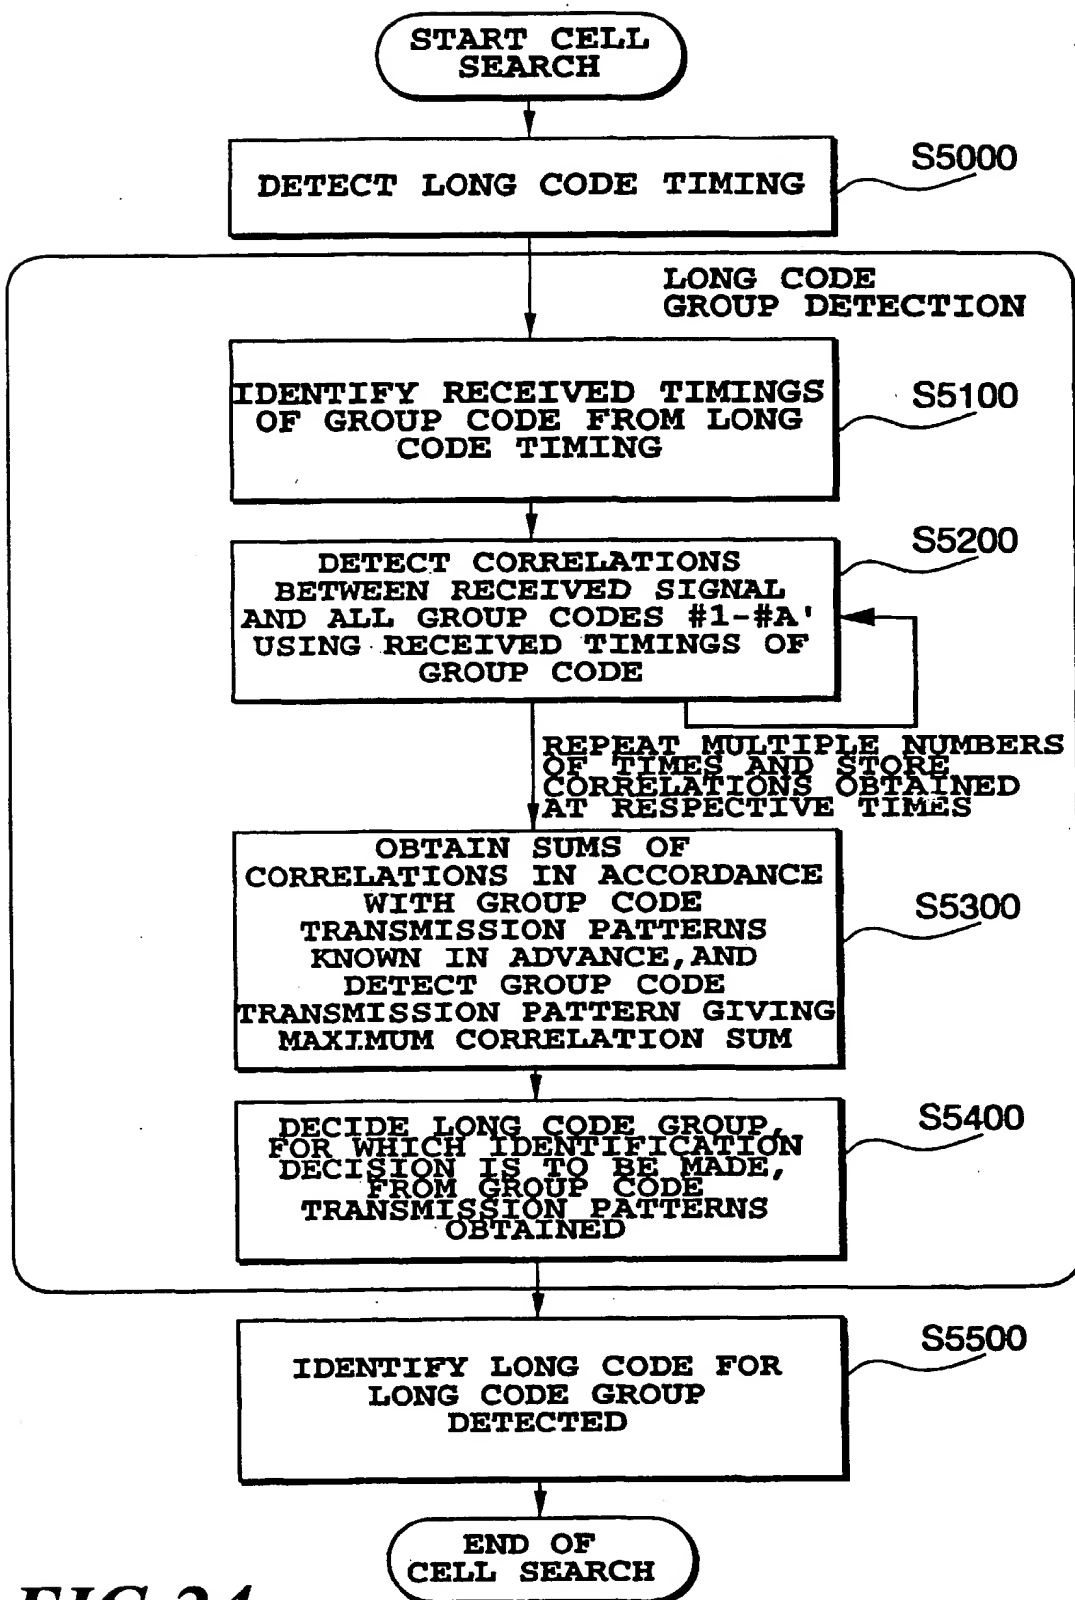 START CELL
SEARCH
DETECT LONG CODE TIMING
S5000
LONG CODE
GROUP DETECTION
IDENTIFY RECEIVED TIMINGS
OF GROUP CODE FROM LONG
CODE TIMING
S5100
DETECT CORRELATIONS
BETWEEN RECEIVED SIGNAL
AND ALL GROUP CODES #1-#A'
USING RECEIVED TIMINGS OF
GROUP CODE
S5200
REPEAT MULTIPLE NUMBERS
OF TIMES AND STORE
CORRELATIONS OBTAINED
AT RESPECTIVE TIMES
OBTAIN SUMS OF
CORRELATIONS IN ACCORDANCE
WITH GROUP CODE
TRANSMISSION PATTERNS
KNOWN IN ADVANCE,AND
DETECT GROUP CODE
TRANSMISSION PATTERN GIVING
MAXIMUM CORRELATION SUM
S5300
DECIDE LONG CODE GROUP,
FOR WHICH IDENTIFICATION
DECISION IS TO BE MADE,
FROM GROUP CODE
TRANSMISSION PATTERNS
OBTAINED
S5400
IDENTIFY LONG CODE FOR
LONG CODE GROUP
DETECTED
S5500
END OF
CELL SEARCH
FIG.24